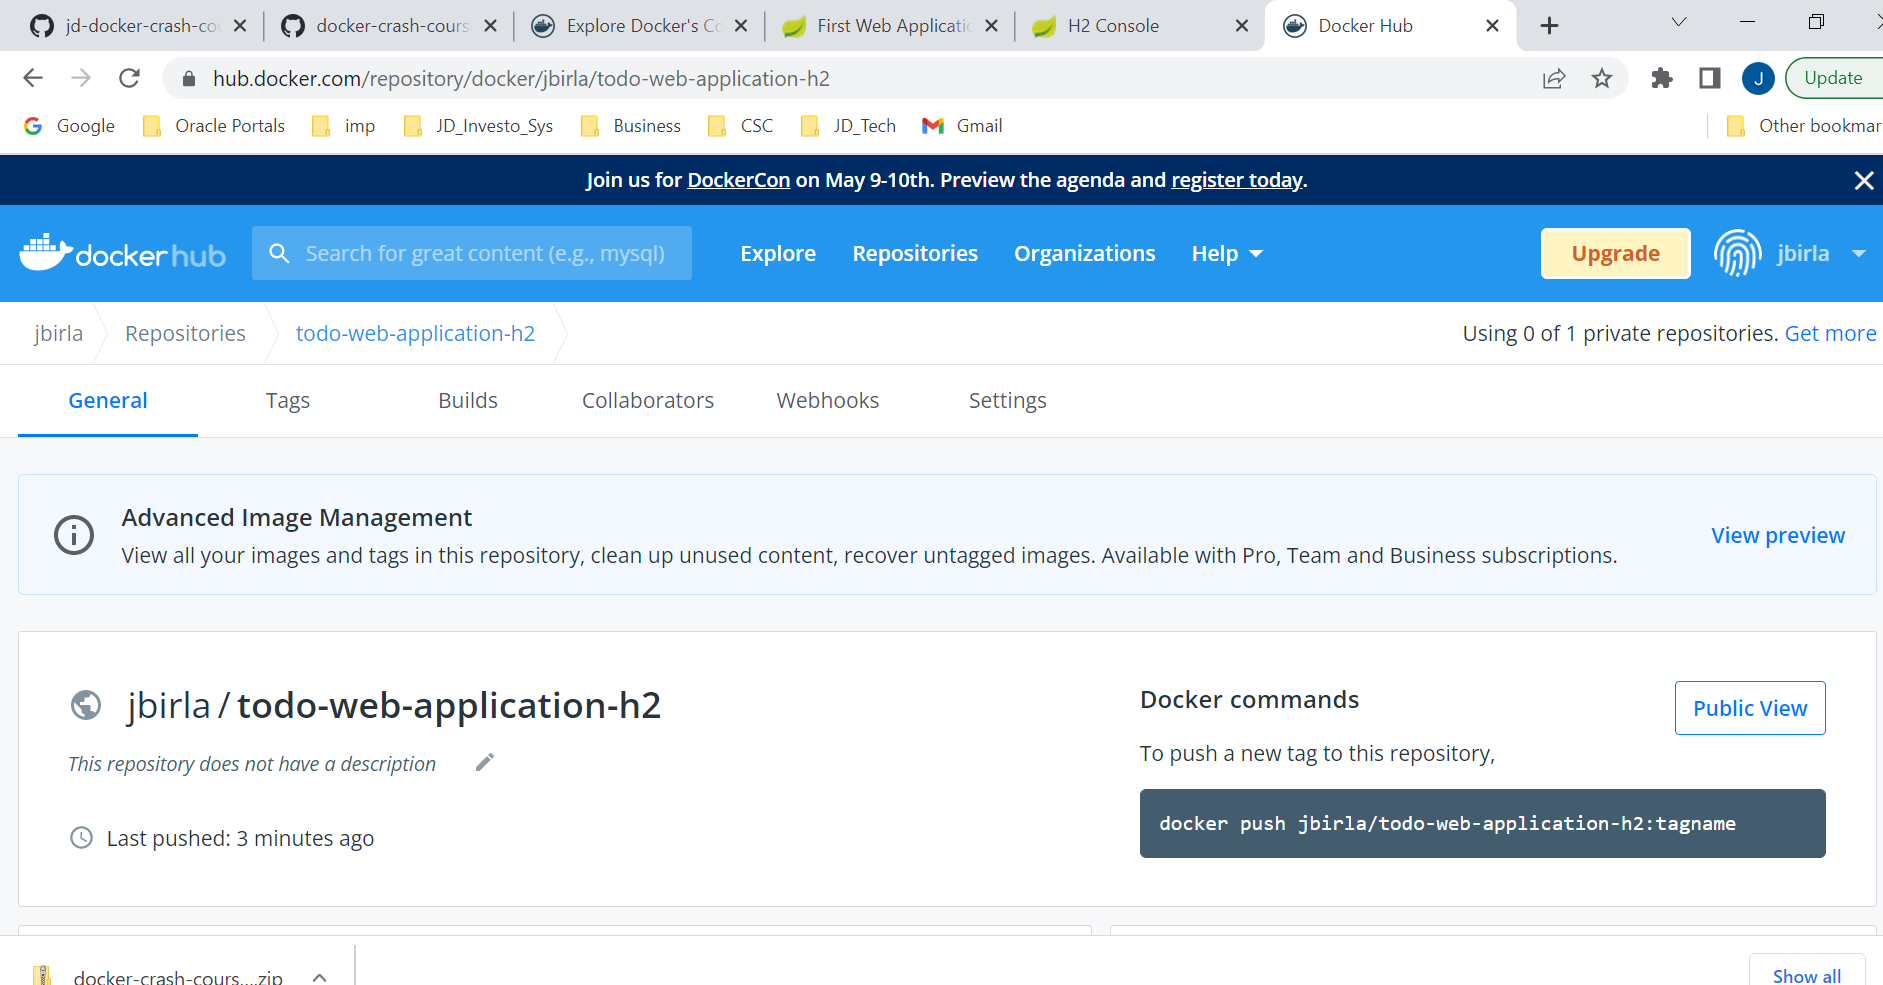 jd-docker-crash-co
docker-crash-cours
Explore Docker's Co
First Web Applicatio
H2 Console
Docker Hub
hub.docker.com/repository/docker/jbirla/todo-web-application-h2
J
Update
Google
Oracle Portals
imp
JD_Investo_Sys
Business
CSC
JD_Tech
Gmail
Other bookmar
Join us for DockerCon on May 9-10th. Preview the agenda and register today.
dockerhub
Search for great content (e.g., mysql)
Explore
Repositories
Organizations
Help
Upgrade
jbirla
jbirla
Repositories
todo-web-application-h2
Using 0 of 1 private repositories. Get more
General
Tags
Builds
Collaborators
Webhooks
Settings
Advanced Image Management
View all your images and tags in this repository, clean up unused content, recover untagged images. Available with Pro, Team and Business subscriptions.
View preview
jbirla / todo-web-application-h2
This repository does not have a description
Last pushed: 3 minutes ago
Docker commands
Public View
To push a new tag to this repository,
docker push jbirla/todo-web-application-h2:tagname
docker-crash-cours....zip
Show all